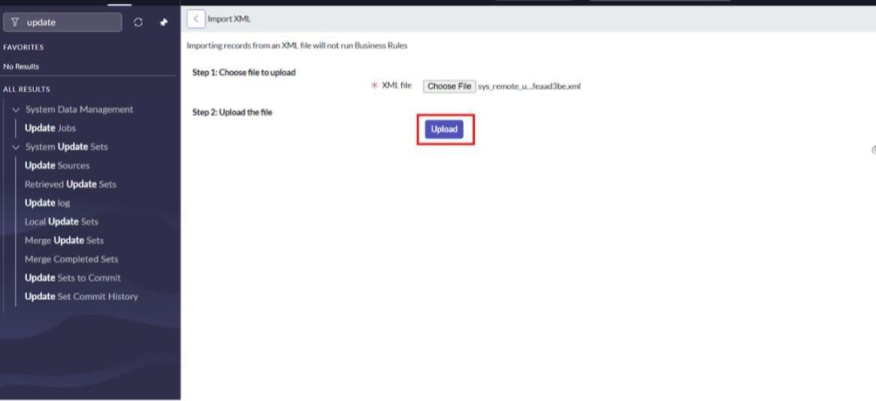 update
FAVORITES
No Results
ALL RESULTS
System Data Management
Update Jobs
System Update Sets
Update Sources
Retrieved Update Sets
Update log
Local Update Sets
Merge Update Sets
Merge Completed Sets
Update Sets to Commit
Update Set Commit History
Import XML
Importing records from an XML file will not run Business Rules
Step 1: Choose file to upload
* XML file Choose File sys_remote_u...feaad3be.xml
Step 2: Upload the file
Upload